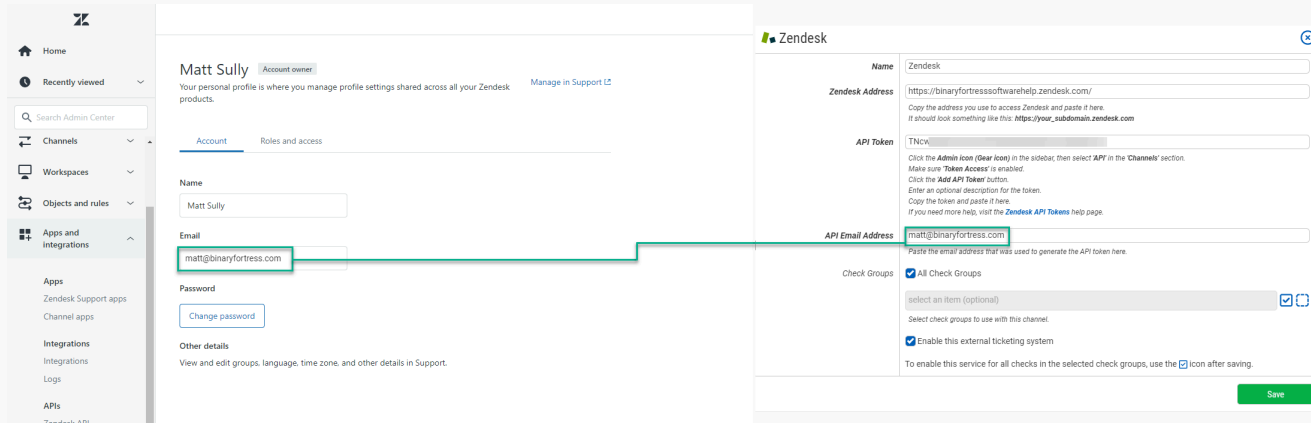 Home
Recently viewed
Search Admin Center
Channels
Workspaces
Objects and rules
Apps and
integrations
Apps
Zendesk Support apps
Channel apps
Integrations
Integrations
Logs
APIs
Zendesk API
Matt Sully Account owner
Your personal profile is where you manage profile settings shared across all your Zendesk
products.
Manage in Support
Account Roles and access
Name
Matt Sully
Email
matt@binaryfortress.com
Password
Change password
Other details
View and edit groups, language, time zone, and other details in Support.
Zendesk
Name Zendesk
Zendesk Address https://binaryfortresssoftwarehelp.zendesk.com/
Copy the address you use to access Zendesk and paste it here.
It should look something like this: https://your_subdomain.zendesk.com
API Token TNcw
Click the Admin icon (Gear icon) in the sidebar, then select 'API' in the 'Channels' section.
Make sure 'Token Access' is enabled.
Click the 'Add API Token' button.
Enter an optional description for the token.
Copy the token and paste it here.
If you need more help, visit the Zendesk API Tokens help page.
API Email Address matt@binaryfortress.com
Paste the email address that was used to generate the API token here.
Check Groups All Check Groups
select an item (optional)
Select check groups to use with this channel.
Enable this external ticketing system
To enable this service for all checks in the selected check groups, use the icon after saving.
Save